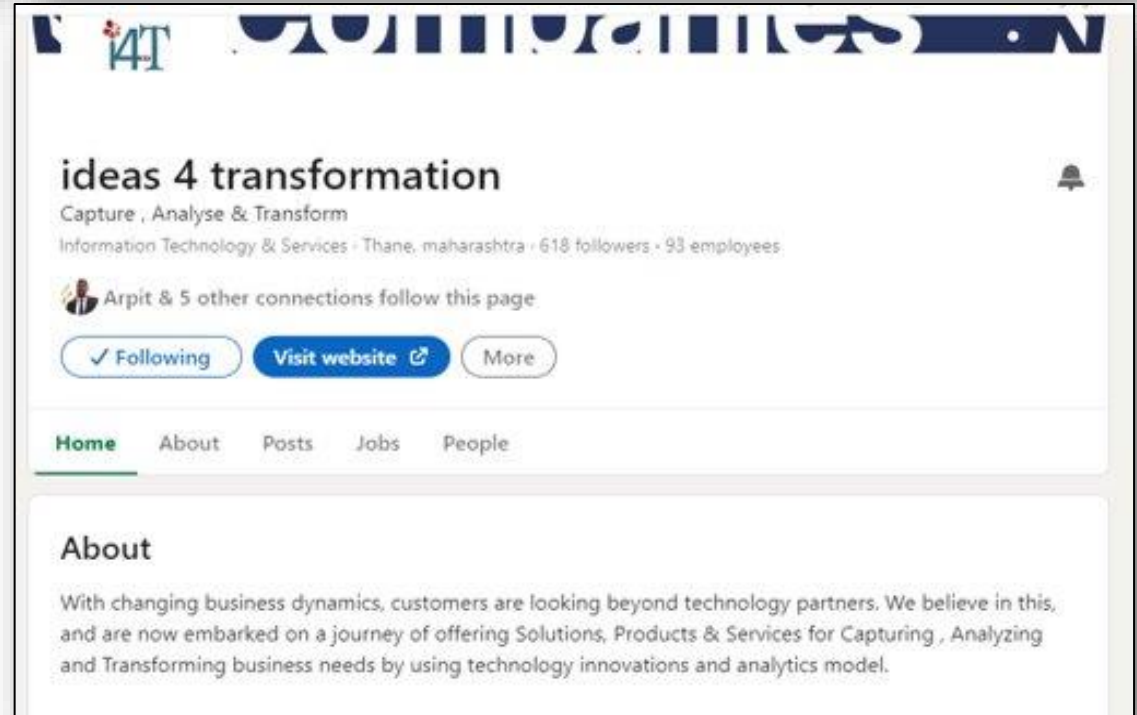 i4T
Companies
ideas 4 transformation
Capture , Analyse & Transform
Information Technology & Services · Thane, maharashtra · 618 followers · 93 employees
Arpit & 5 other connections follow this page
✓ Following Visit website More
Home About Posts Jobs People
About
With changing business dynamics, customers are looking beyond technology partners. We believe in this,
and are now embarked on a journey of offering Solutions, Products & Services for Capturing , Analyzing
and Transforming business needs by using technology innovations and analytics model.